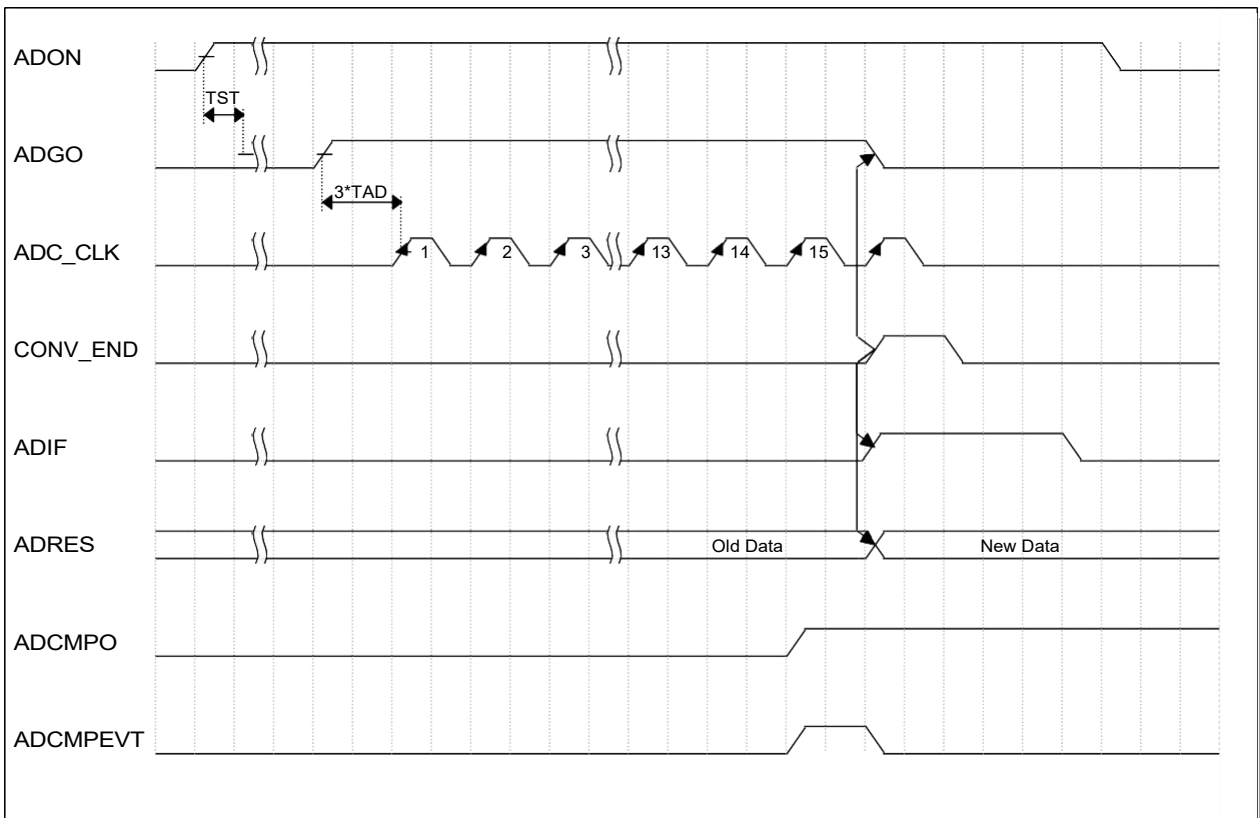 ADON
TST
ADGO
3*TAD
ADC_CLK
1 2 3 13 14 15
CONV_END
ADIF
ADRES
Old Data New Data
ADCMPO
ADCMPEVT